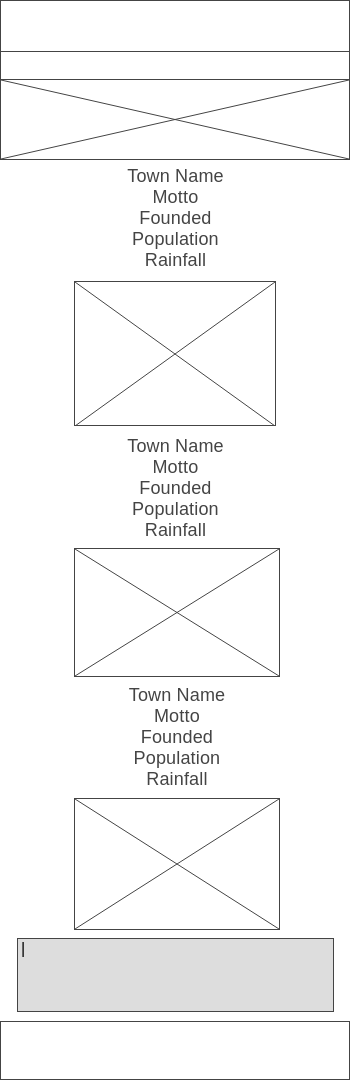 Town Name
Motto
Founded
Population
Rainfall
Town Name
Motto
Founded
Population
Rainfall
Town Name
Motto
Founded
Population
Rainfall